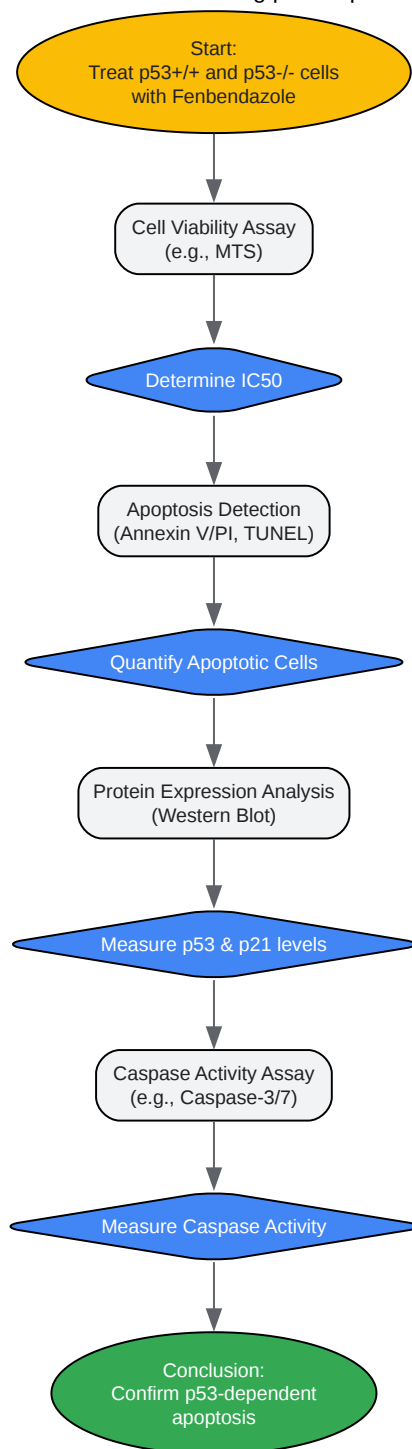 Start:
Treat p53+/+ and p53-/- cells
with Fenbendazole
Cell Viability Assay
(e.g., MTS)
Determine IC50
Apoptosis Detection
(Annexin V/PI, TUNEL)
Quantify Apoptotic Cells
Protein Expression Analysis
(Western Blot)
Measure p53 & p21 levels
Caspase Activity Assay
(e.g., Caspase-3/7)
Measure Caspase Activity
Conclusion:
Confirm p53-dependent
apoptosis